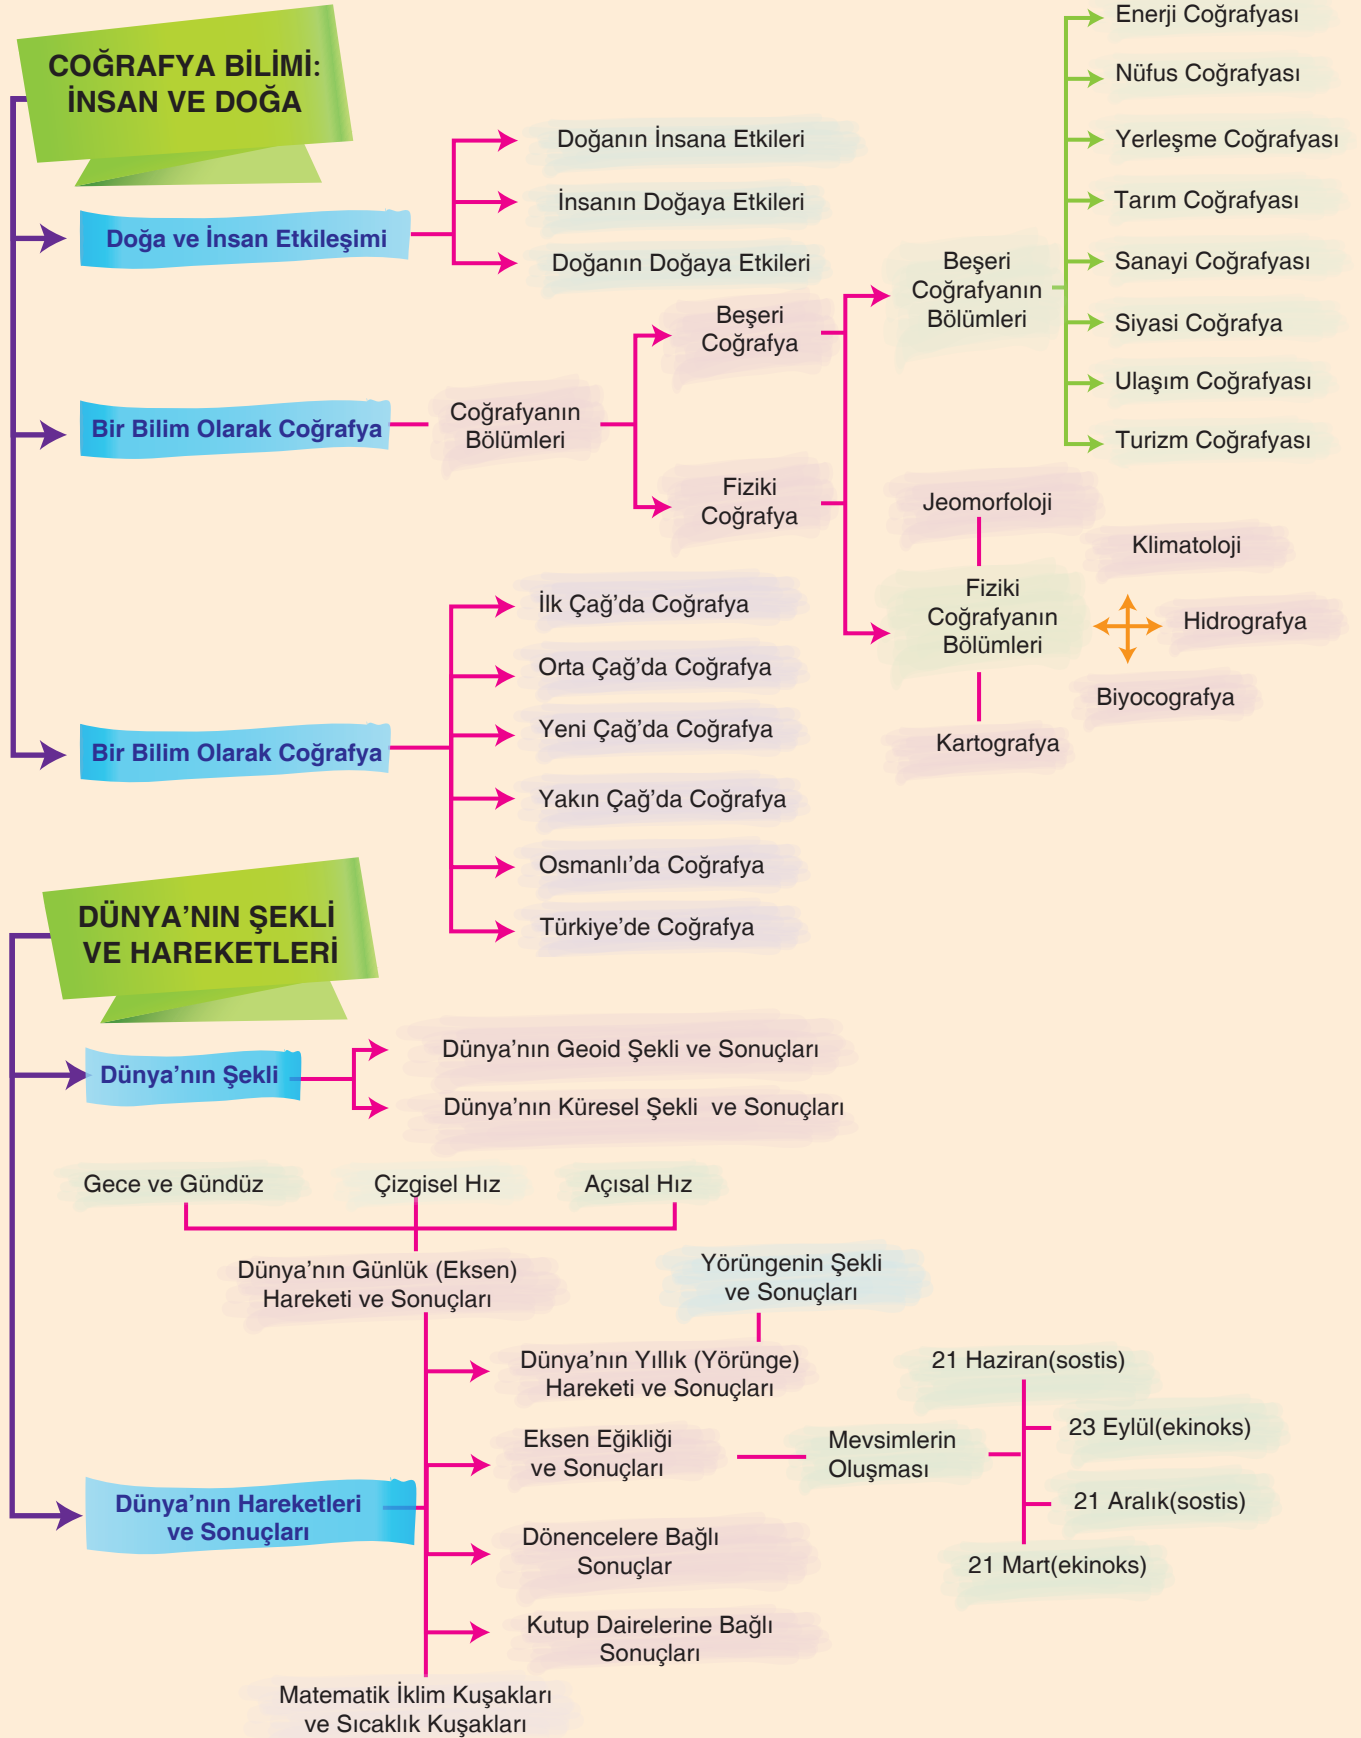 COĞRAFYA BİLİMİ:
İNSAN VE DOĞA
Doğa ve İnsan Etkileşimi
Doğanın İnsana Etkileri
İnsanın Doğaya Etkileri
Doğanın Doğaya Etkileri
Bir Bilim Olarak Coğrafya
Coğrafyanın
Bölümleri
Beşeri
Coğrafya
Fiziki
Coğrafya
Beşeri
Coğrafyanın
Bölümleri
Enerji Coğrafyası
Nüfus Coğrafyası
Yerleşme Coğrafyası
Tarım Coğrafyası
Sanayi Coğrafyası
Siyasi Coğrafya
Ulaşım Coğrafyası
Turizm Coğrafyası
Jeomorfoloji
Klimatoloji
Fiziki
Coğrafyanın
Bölümleri
Hidrografya
Biyocografya
Kartografya
Bir Bilim Olarak Coğrafya
İlk Çağ'da Coğrafya
Orta Çağ'da Coğrafya
Yeni Çağ'da Coğrafya
Yakın Çağ'da Coğrafya
Osmanlı'da Coğrafya
Türkiye'de Coğrafya
DÜNYA'NIN ŞEKLİ
VE HAREKETLERİ
Dünya'nın Şekli
Dünya'nın Geoid Şekli ve Sonuçları
Dünya'nın Küresel Şekli ve Sonuçları
Gece ve Gündüz
Çizgisel Hız
Açısal Hız
Dünya'nın Günlük (Eksen)
Hareketi ve Sonuçları
Yörüngenin Şekli
ve Sonuçları
Dünya'nın Yıllık (Yörünge)
Hareketi ve Sonuçları
Dünya'nın Hareketleri
ve Sonuçları
Eksen Eğikliği
ve Sonuçları
Mevsimlerin
Oluşması
21 Haziran(sostis)
23 Eylül(ekinoks)
21 Aralık(sostis)
21 Mart(ekinoks)
Dönencelere Bağlı
Sonuçlar
Kutup Dairelerine Bağlı
Sonuçları
Matematik İklim Kuşakları
ve Sıcaklık Kuşakları